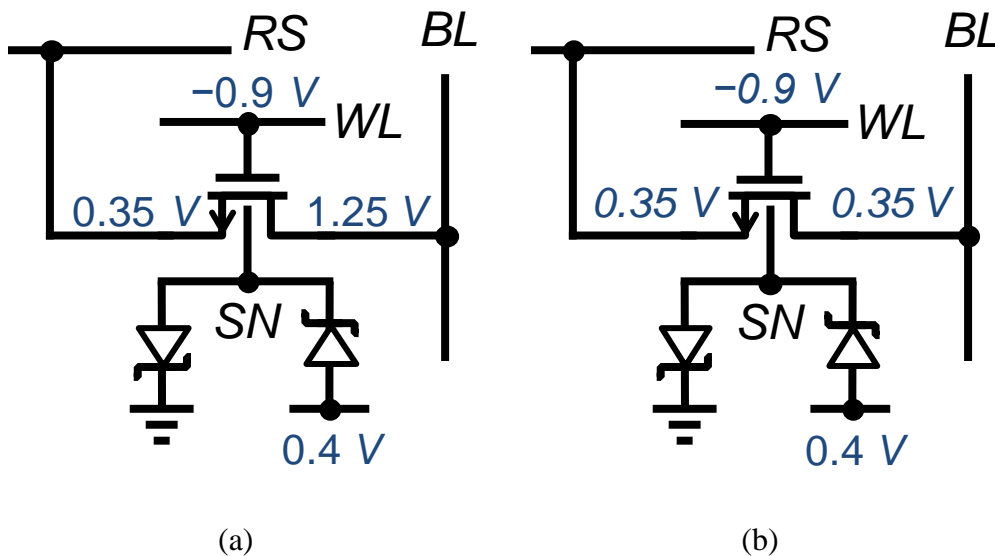 RS BL RS BL
−0.9 V −0.9 V
WL WL
0.35 V 1.25 V 0.35 V 0.35 V
SN SN
0.4 V 0.4 V
(a) (b)